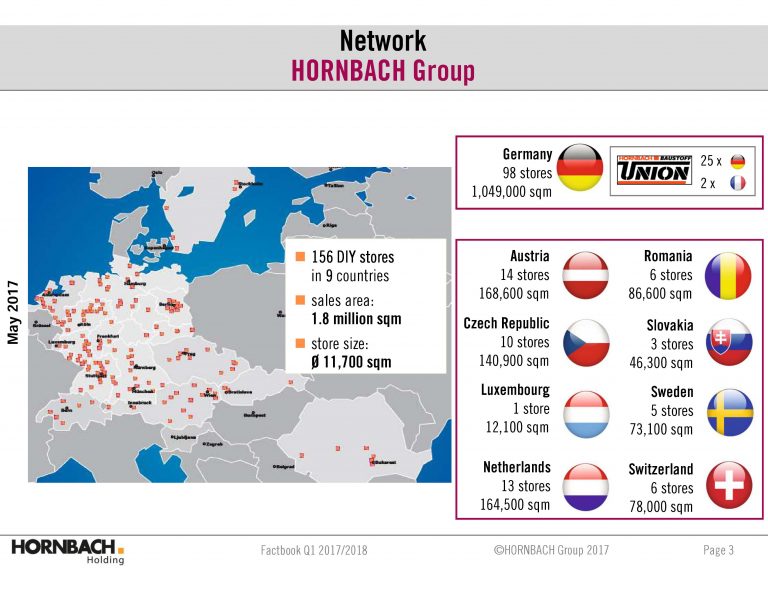 Network
HORNBACH Group
May 2017
Oslo
Stockholm
Tallinn
Riga
Copenhagen
Hamburg
Berlin
Amsterdam
Brüssel
Köln
Luxemburg
Frankfurt
Nürnberg
Stuttgart
München
Innsbruck
Bern
Prag
Wien
Bratislava
Budapest
Ljubljana
Zagreb
Belgrad
Bukarest
156 DIY stores
in 9 countries
sales area:
1.8 million sqm
store size:
Ø 11,700 sqm
Germany
98 stores
1,049,000 sqm
HORNBACH BAUSTOFF
UNION
25 x
2 x
Austria
14 stores
168,600 sqm
Romania
6 stores
86,600 sqm
Czech Republic
10 stores
140,900 sqm
Slovakia
3 stores
46,300 sqm
Luxembourg
1 store
12,100 sqm
Sweden
5 stores
73,100 sqm
Netherlands
13 stores
164,500 sqm
Switzerland
6 stores
78,000 sqm
HORNBACH
Holding
Factbook Q1 2017/2018
©HORNBACH Group 2017
Page 3